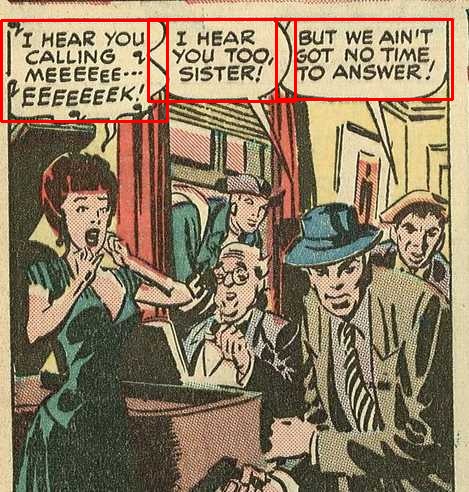 I HEAR YOU
CALLING
MEEEEEE---
EEEEEEEK!
I HEAR
YOU TOO,
SISTER!
BUT WE AIN'T
GOT NO TIME
TO ANSWER!